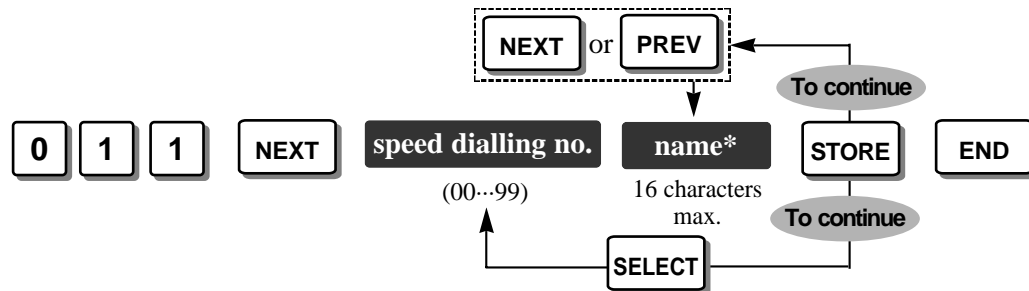 NEXT or PREV
To continue
0 1 1 NEXT speed dialling no. name* STORE END
(00···99) 16 characters
max.
To continue
SELECT